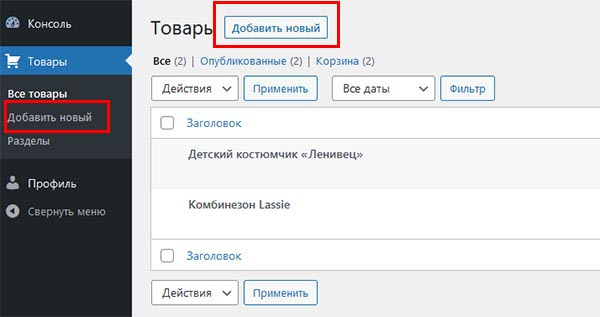 Консоль
Товары
Все товары
Добавить новый
Разделы
Профиль
Свернуть меню
Товары Добавить новый
Все (2) | Опубликованные (2) | Корзина (2)
Действия Применить Все даты Фильтр
Заголовок
Детский костюмчик «Ленивец»
Комбинезон Lassie
Заголовок
Действия Применить